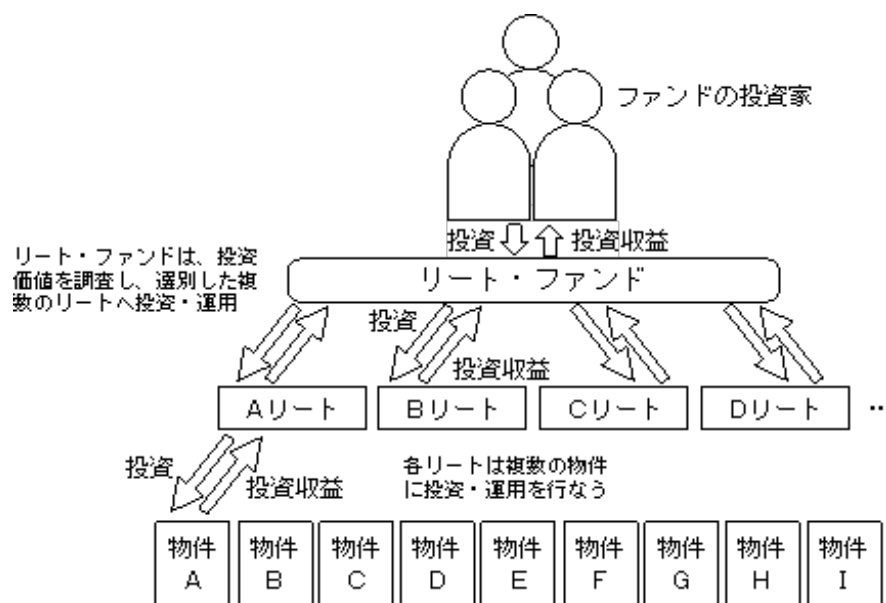 ファンドの投資家
投資
投資収益
リート・ファンドは、投資
価値を調査し、選別した複
数のリートへ投資・運用
リート・ファンド
投資
投資収益
Aリート
Bリート
Cリート
Dリート
‥
投資
投資収益
各リートは複数の物件
に投資・運用を行なう
物件
A
物件
B
物件
C
物件
D
物件
E
物件
F
物件
G
物件
H
物件
I